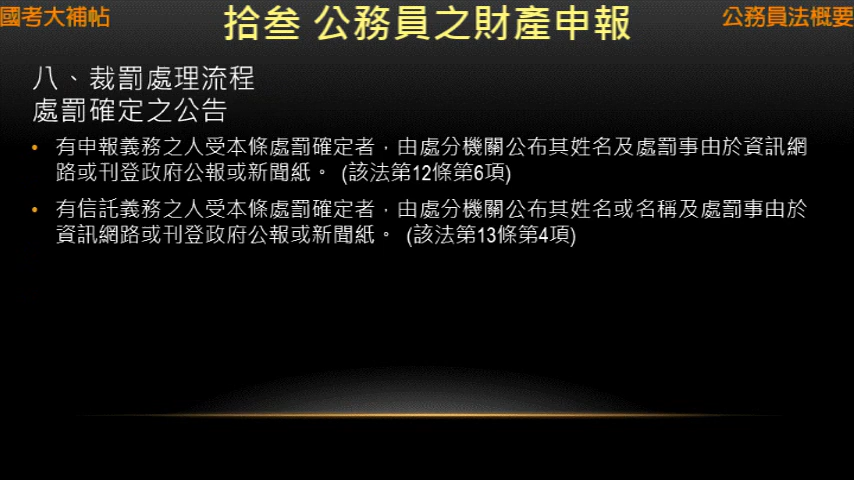 國考大補帖
拾叁 公務員之財產申報
公務員法概要
八、裁罰處理流程
處罰確定之公告
• 有申報義務之人受本條處罰確定者，由處分機關公布其姓名及處罰事由於資訊網
路或刊登政府公報或新聞紙。 (該法第12條第6項)
• 有信託義務之人受本條處罰確定者，由處分機關公布其姓名或名稱及處罰事由於
資訊網路或刊登政府公報或新聞紙。 (該法第13條第4項)